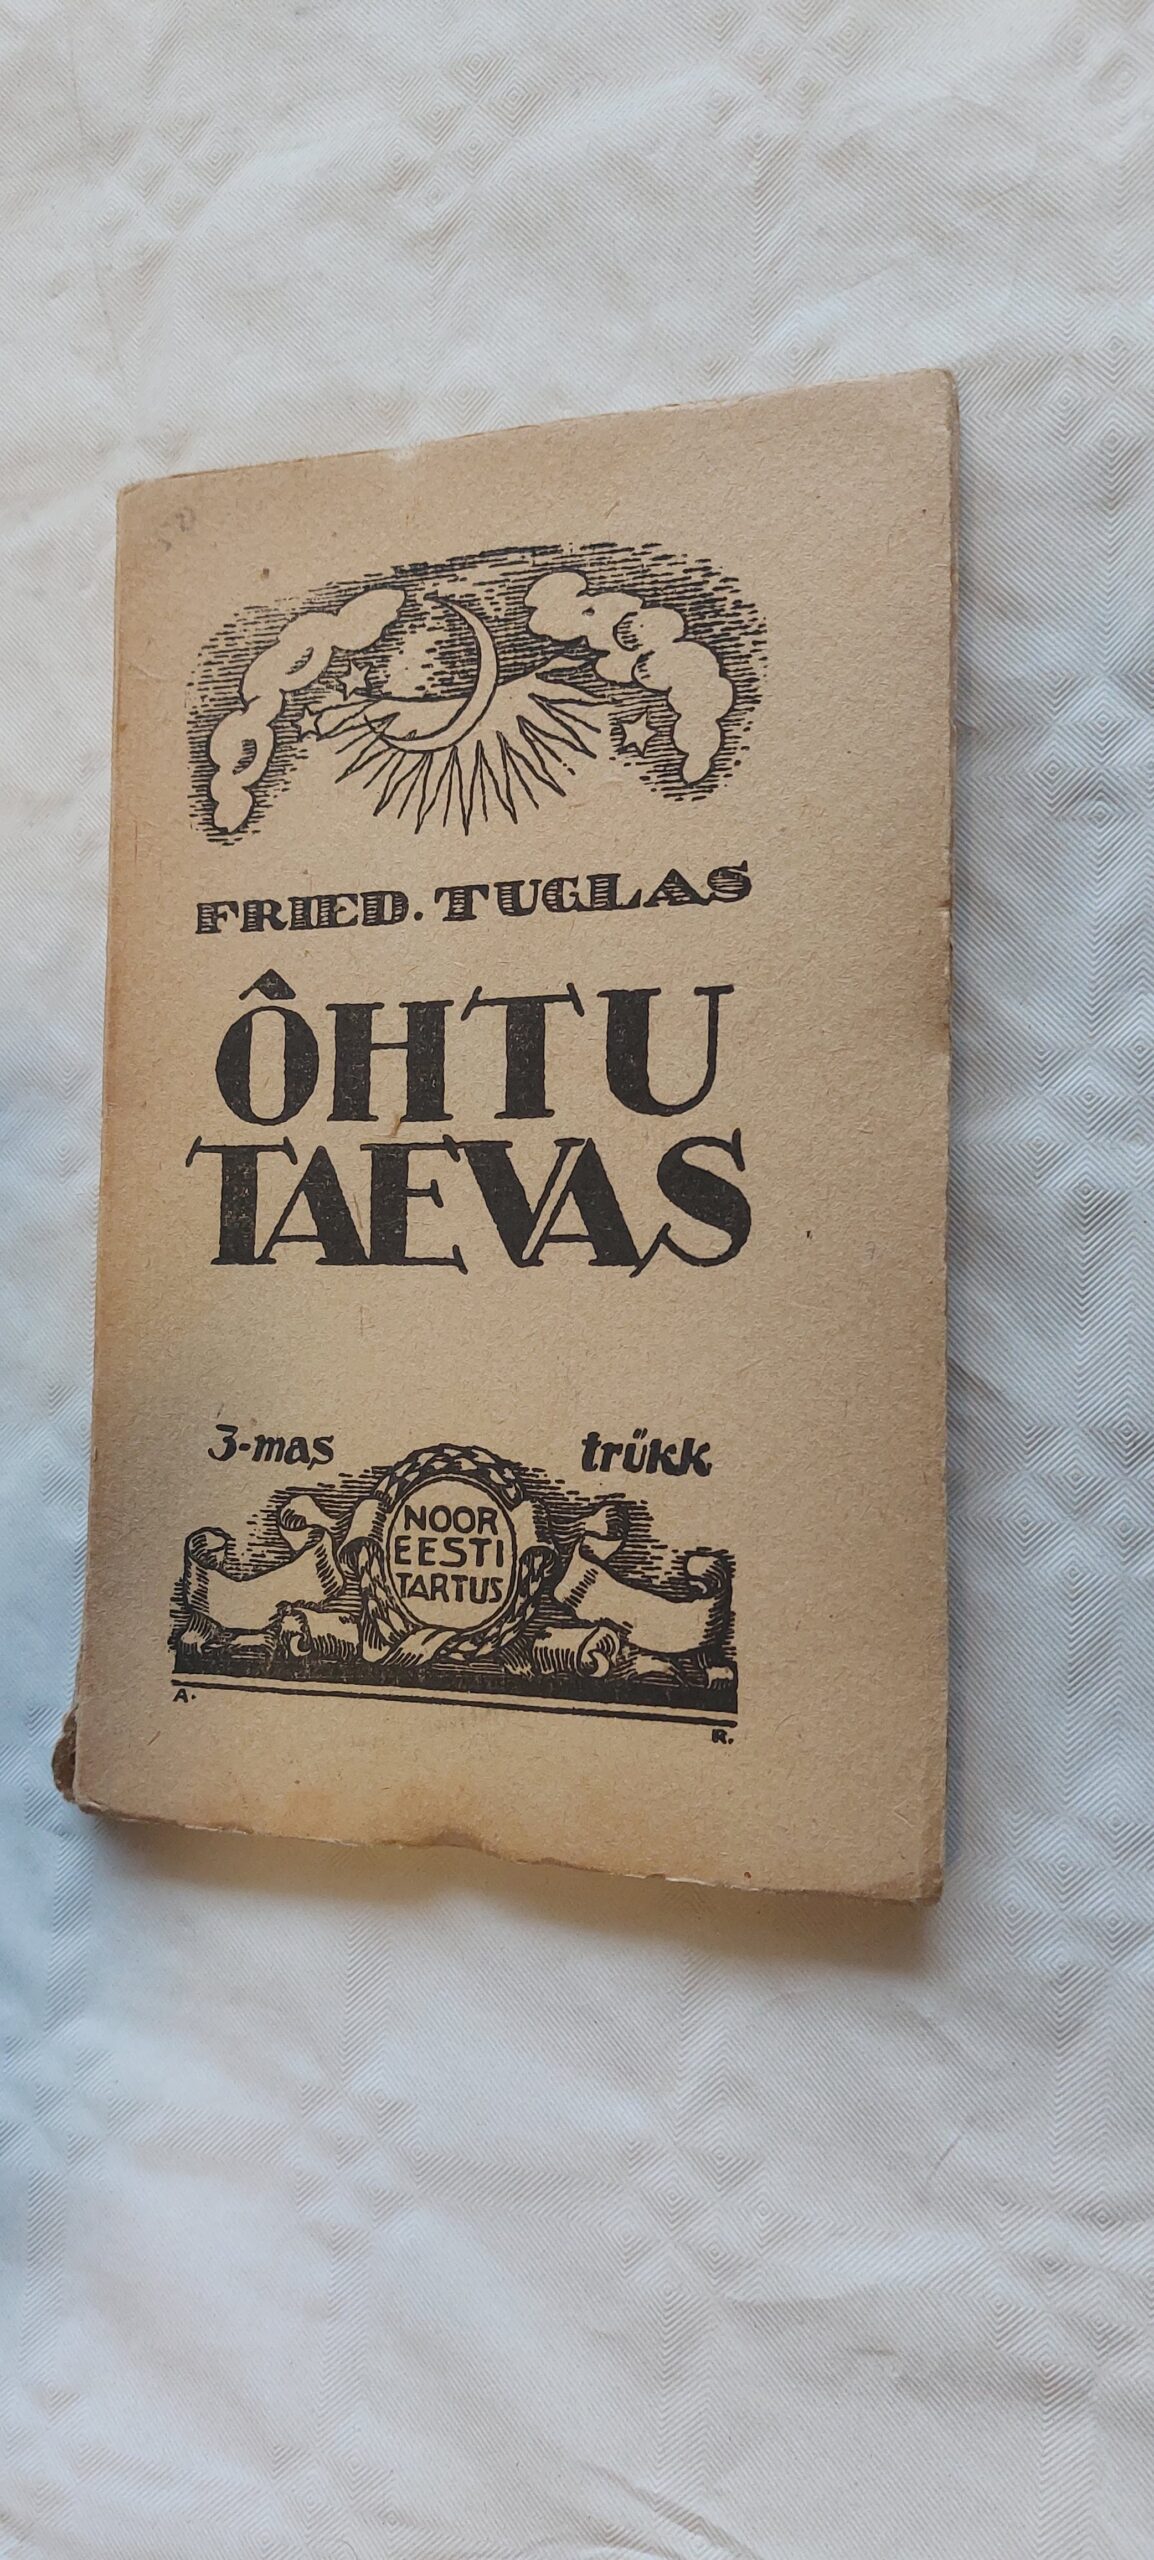 FRIED. TUGLAS
ÔHTU
TAEVAS
3-mas trükk
NOOR
EESTI
TARTUS
A. R.